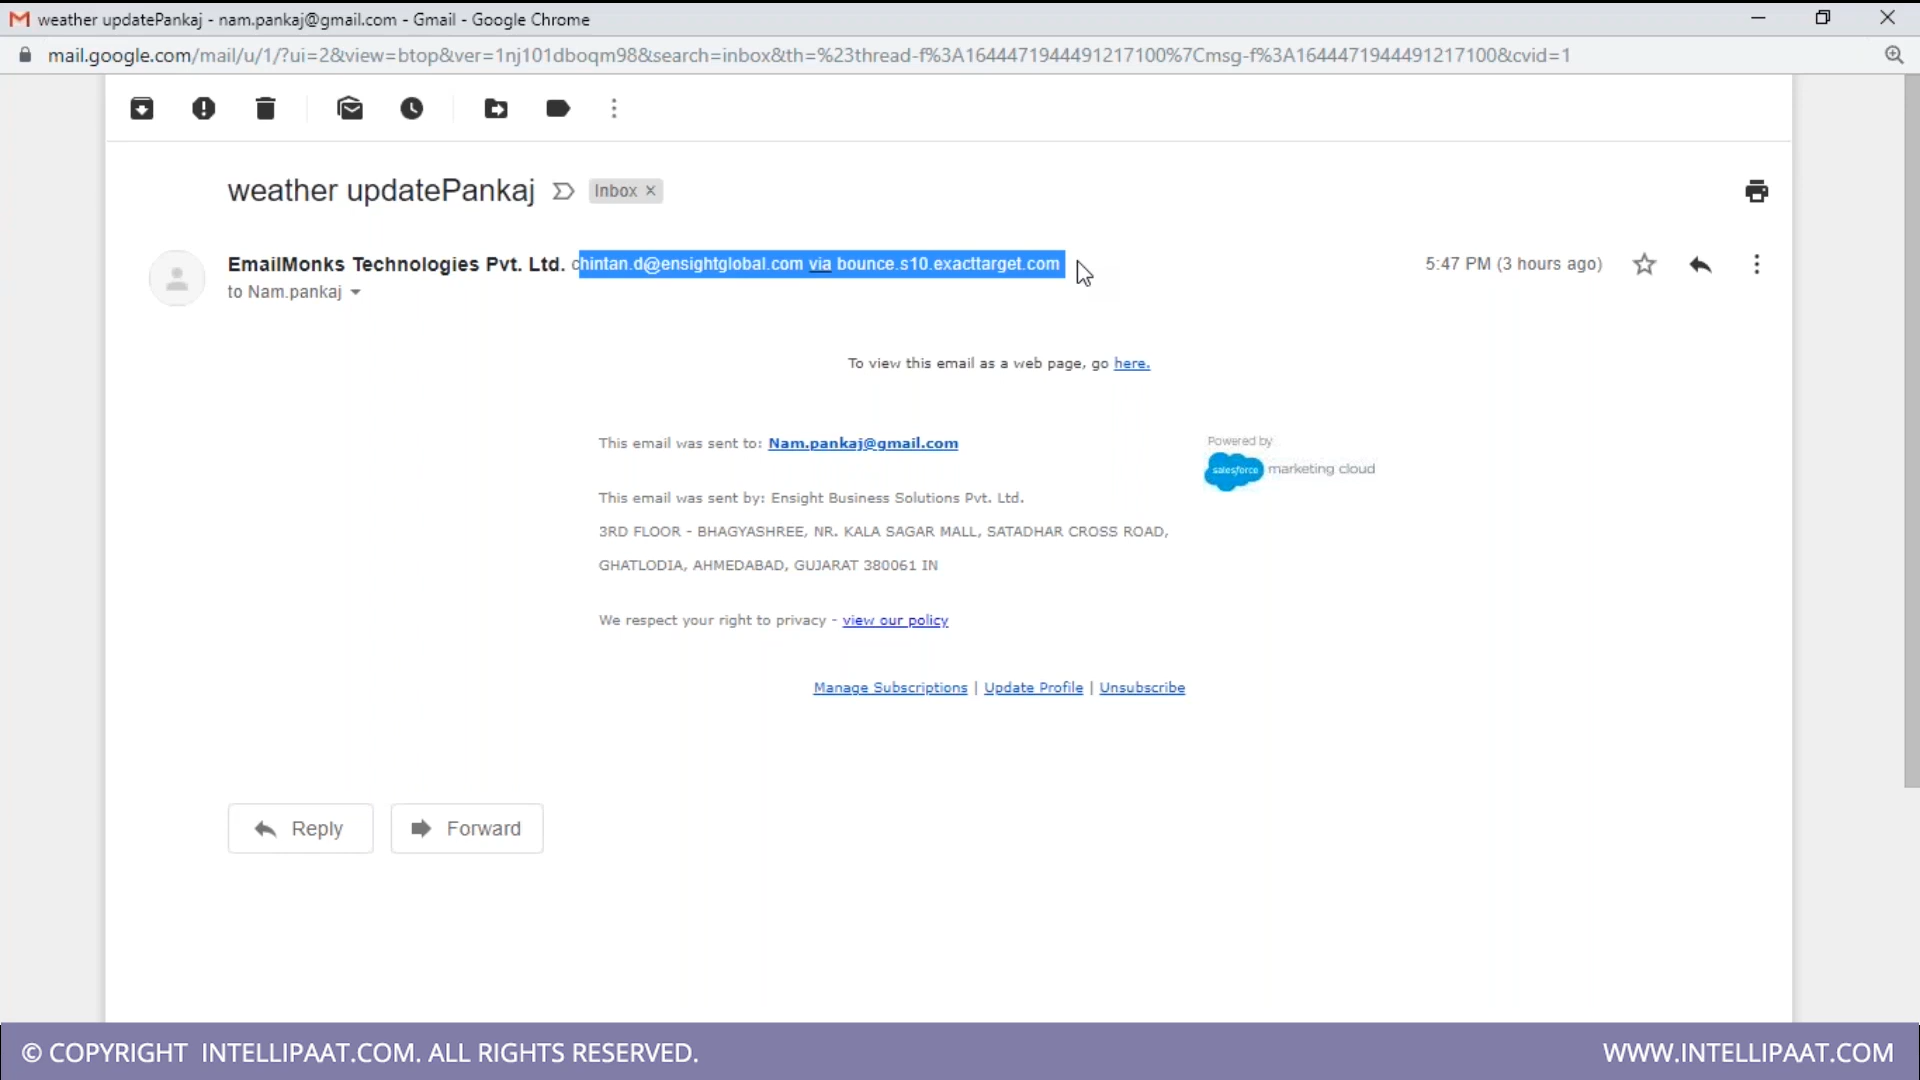 weather updatePankaj - nam.pankaj@gmail.com - Gmail - Google Chrome
mail.google.com/mail/u/1/?ui=2&view=btop&ver=1nj101dboqm98&search=inbox&th=%23thread-f%3A1644471944491217100%7Cmsg-f%3A1644471944491217100&cvid=1
weather updatePankaj Inbox ×
EmailMonks Technologies Pvt. Ltd. chintan.d@ensightglobal.com via bounce.s10.exacttarget.com 5:47 PM (3 hours ago)
to Nam.pankaj
To view this email as a web page, go here.
This email was sent to: Nam.pankaj@gmail.com
Powered by
salesforce marketing cloud
This email was sent by: Ensight Business Solutions Pvt. Ltd.
3RD FLOOR - BHAGYASHREE, NR. KALA SAGAR MALL, SATADHAR CROSS ROAD,
GHATLODIA, AHMEDABAD, GUJARAT 380061 IN
We respect your right to privacy - view our policy
Manage Subscriptions | Update Profile | Unsubscribe
Reply Forward
© COPYRIGHT INTELLIPAAT.COM. ALL RIGHTS RESERVED. WWW.INTELLIPAAT.COM